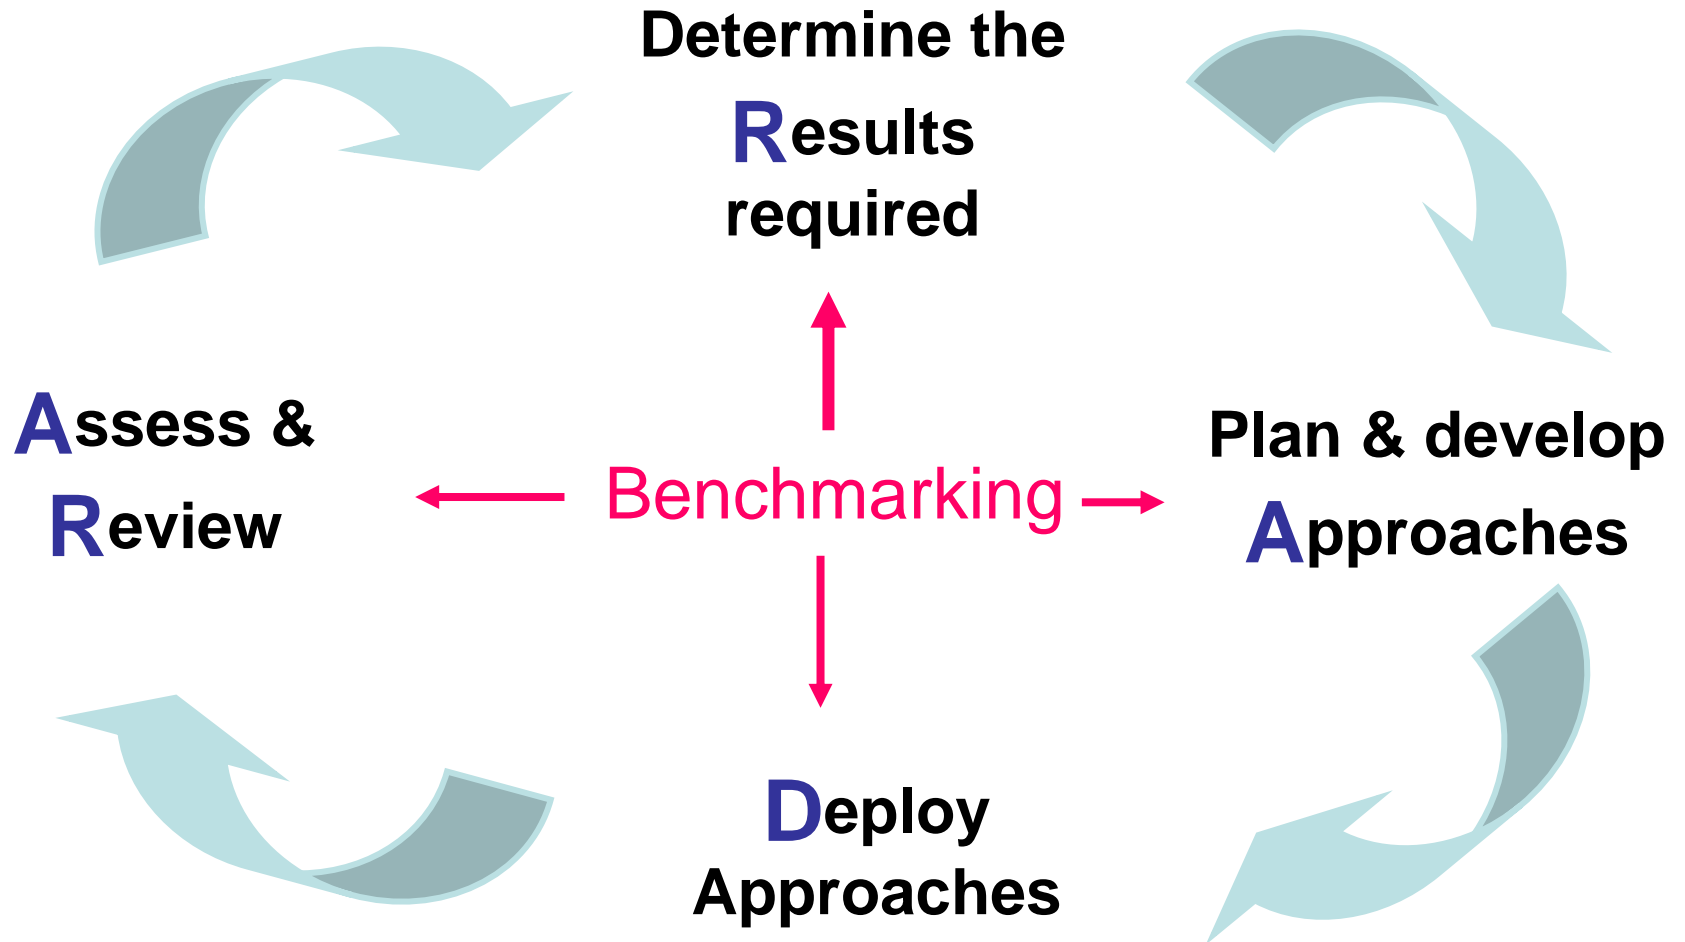 Determine the
Results
required
Assess &
Review
Benchmarking
Plan & develop
Approaches
Deploy
Approaches